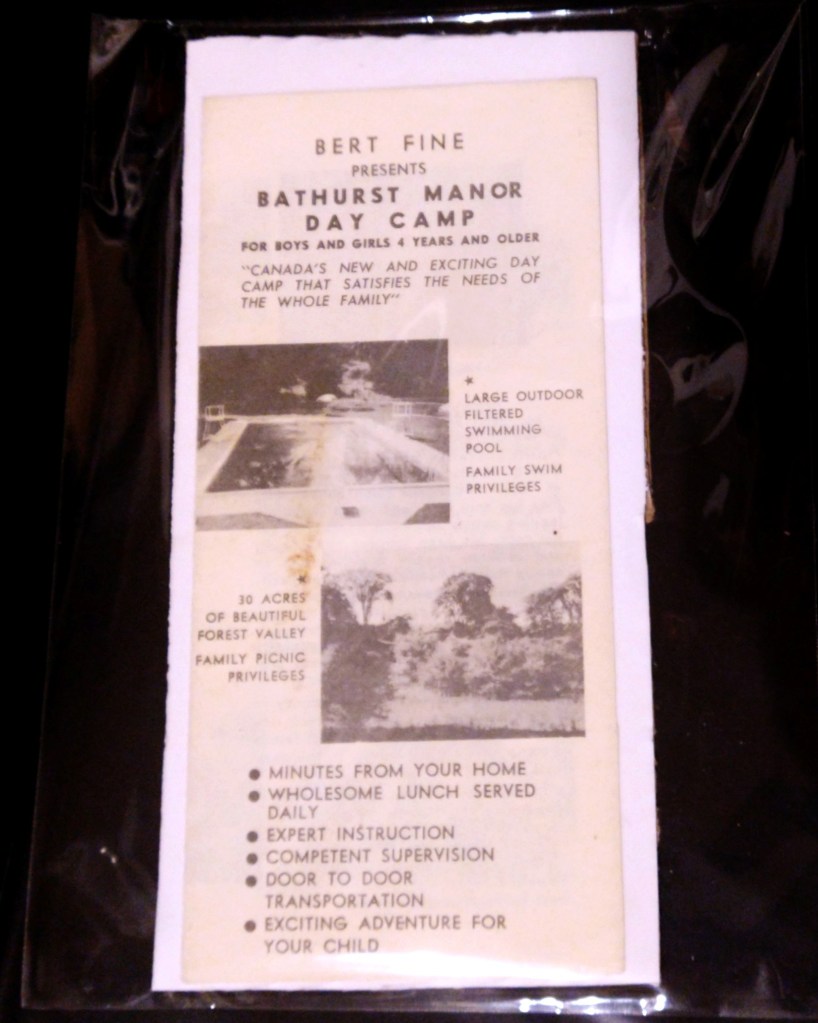 BERT FINE
PRESENTS
BATHURST MANOR
DAY CAMP
FOR BOYS AND GIRLS 4 YEARS AND OLDER
"CANADA'S NEW AND EXCITING DAY
CAMP THAT SATISFIES THE NEEDS OF
THE WHOLE FAMILY"
*
LARGE OUTDOOR
FILTERED
SWIMMING
POOL
FAMILY SWIM
PRIVILEGES
*
30 ACRES
OF BEAUTIFUL
FOREST VALLEY
FAMILY PICNIC
PRIVILEGES
● MINUTES FROM YOUR HOME
● WHOLESOME LUNCH SERVED
DAILY
● EXPERT INSTRUCTION
● COMPETENT SUPERVISION
● DOOR TO DOOR
TRANSPORTATION
● EXCITING ADVENTURE FOR
YOUR CHILD